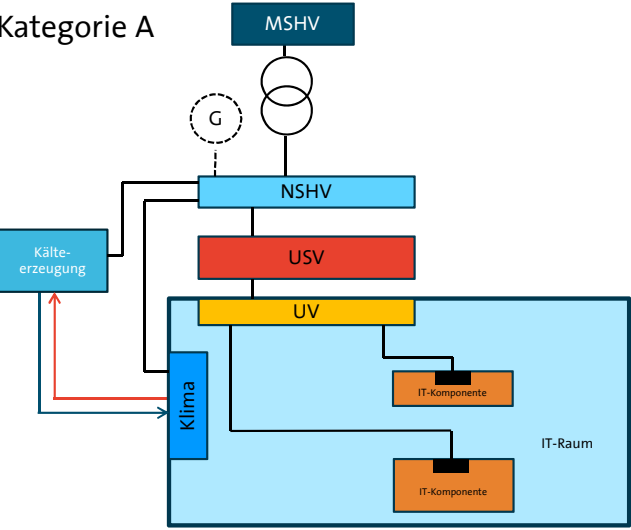 Kategorie A
MSHV
G
NSHV
Kälte-
erzeugung
USV
UV
Klima
IT-Komponente
IT-Raum
IT-Komponente